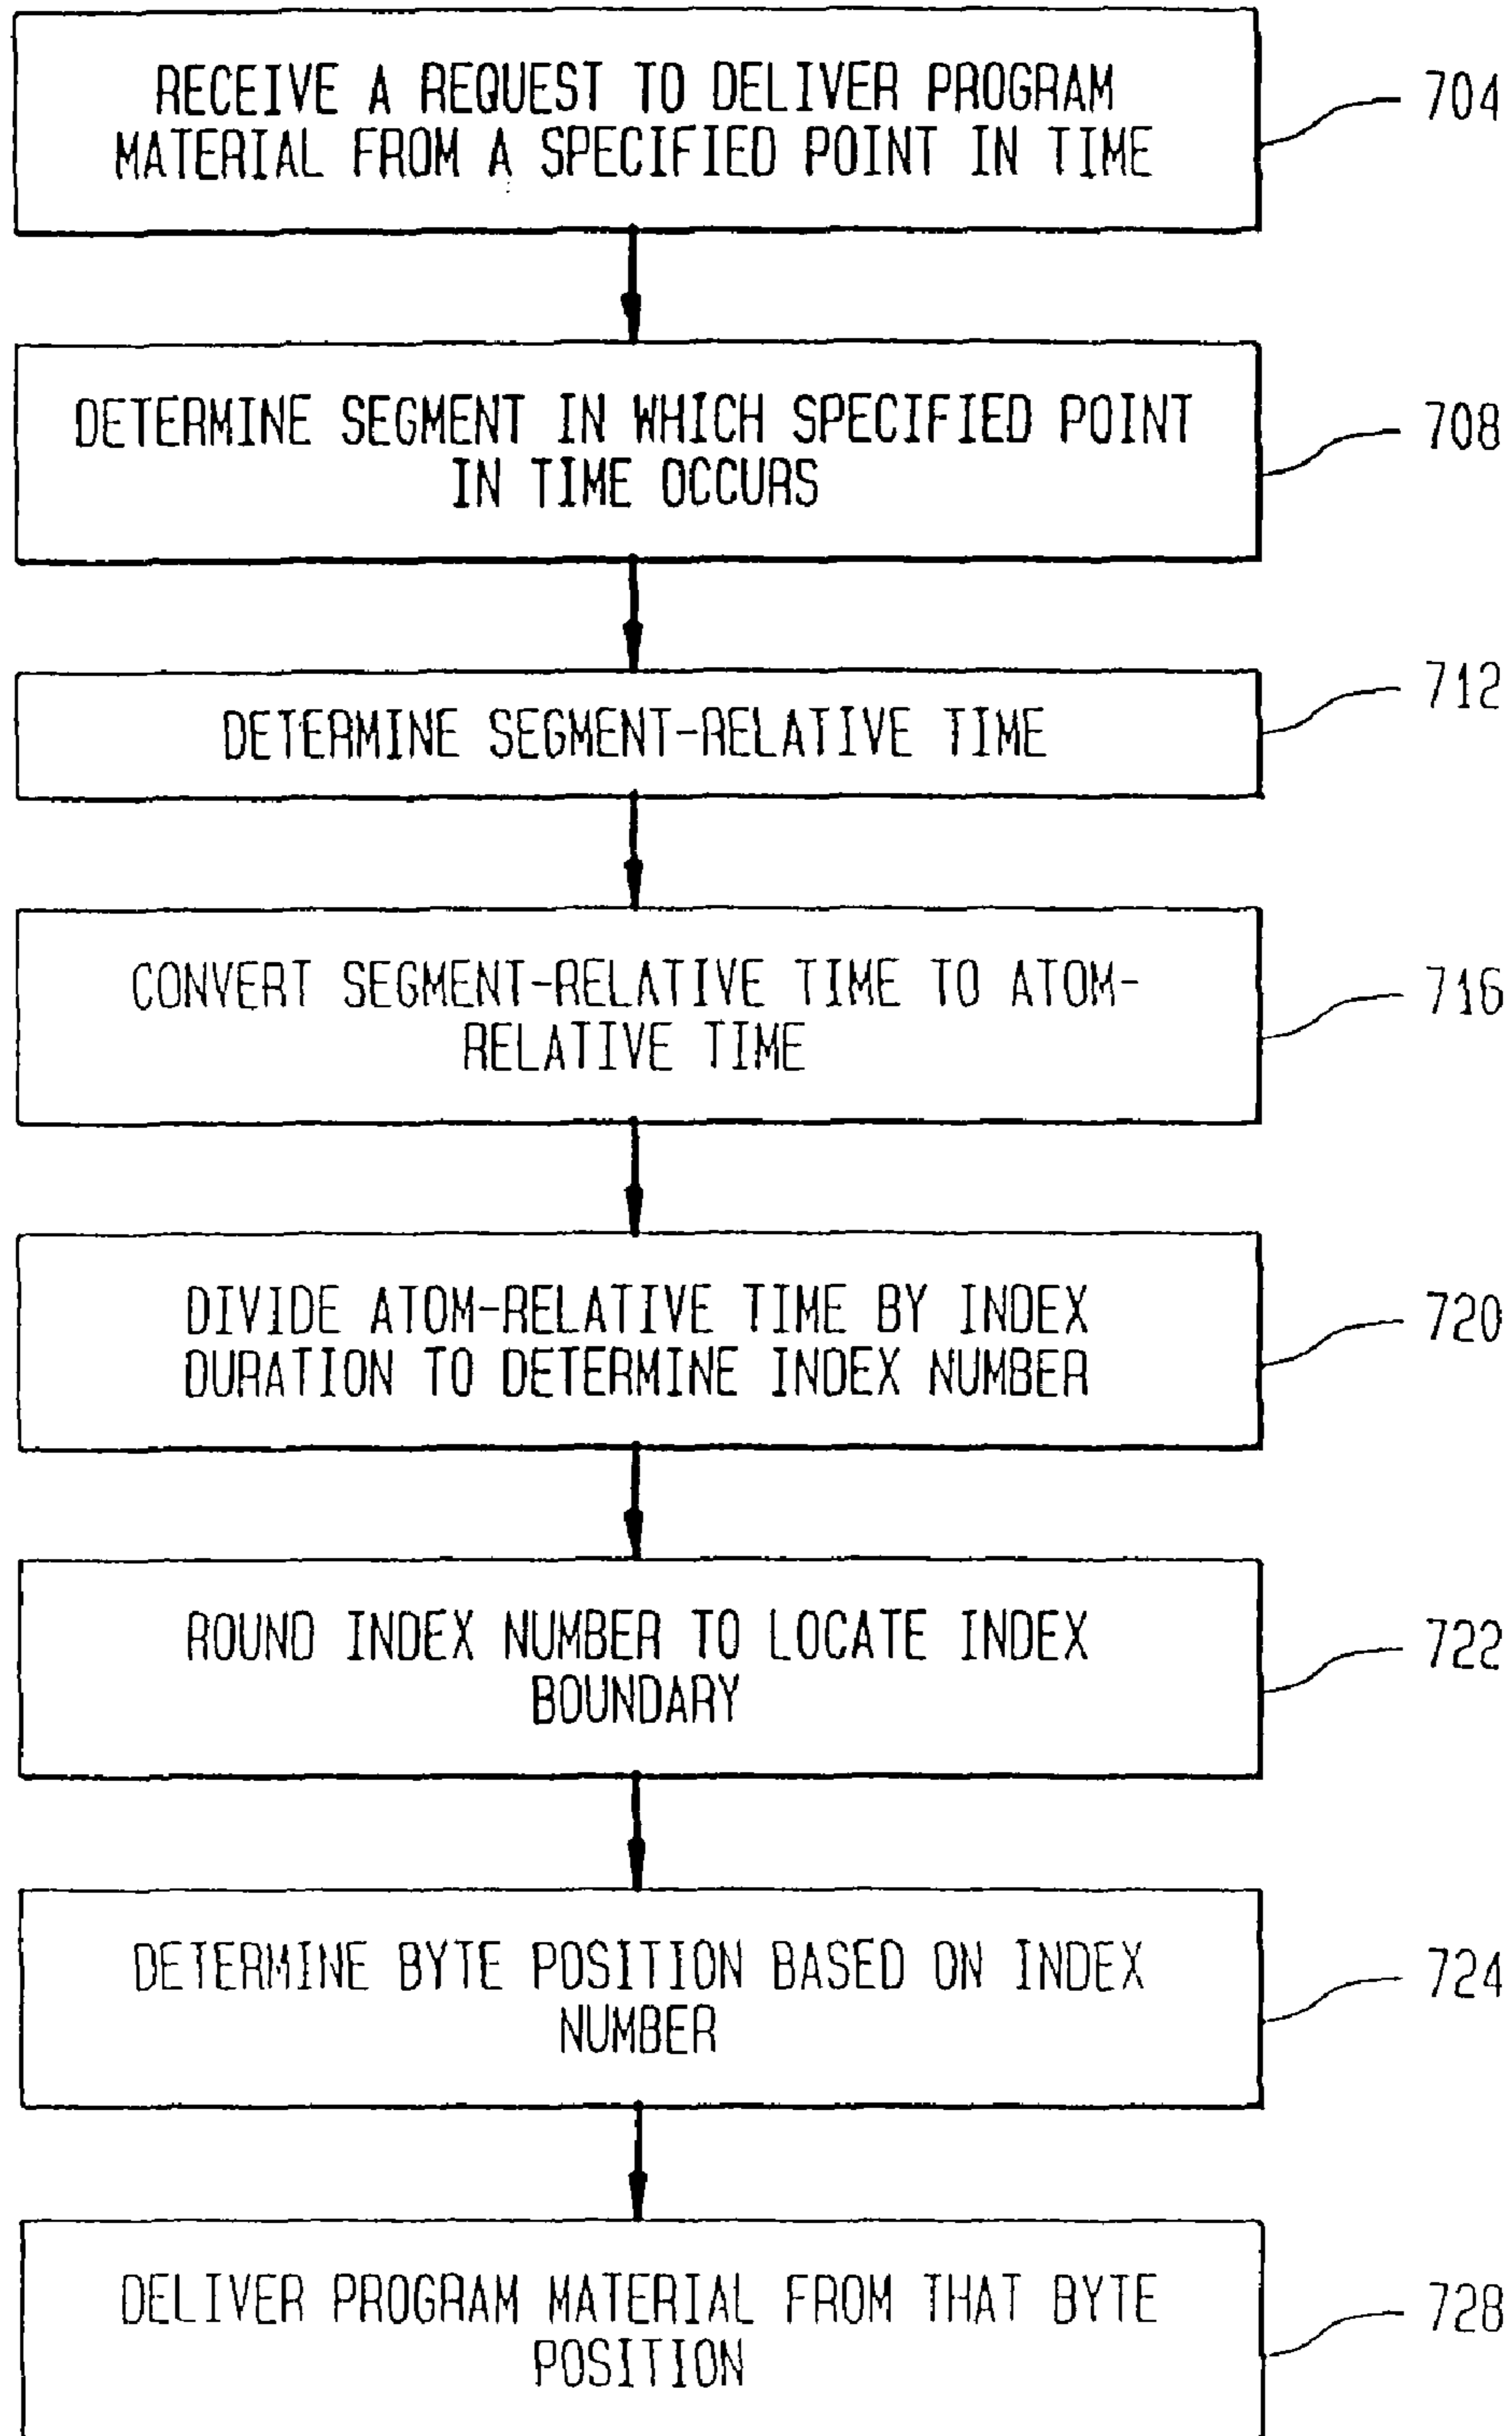 RECEIVE A REQUEST TO DELIVER PROGRAM
MATERIAL FROM A SPECIFIED POINT IN TIME
704
DETERMINE SEGMENT IN WHICH SPECIFIED POINT
IN TIME OCCURS
708
DETERMINE SEGMENT-RELATIVE TIME
712
CONVERT SEGMENT-RELATIVE TIME TO ATOM-
RELATIVE TIME
716
DIVIDE ATOM-RELATIVE TIME BY INDEX
DURATION TO DETERMINE INDEX NUMBER
720
ROUND INDEX NUMBER TO LOCATE INDEX
BOUNDARY
722
DETERMINE BYTE POSITION BASED ON INDEX
NUMBER
724
DELIVER PROGRAM MATERIAL FROM THAT BYTE
POSITION
728